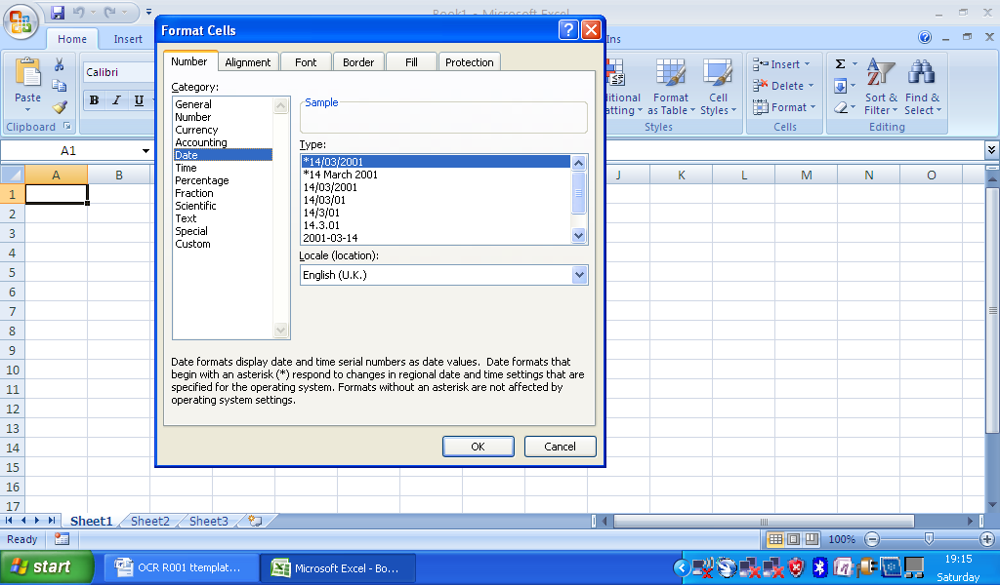 Book1 - Microsoft Excel
Home
Insert
Ins
Paste
Clipboard
Calibri
B I U
ditional
atting
Format
as Table
Cell
Styles
Styles
Insert
Delete
Format
Cells
Σ
Sort &
Filter
Find &
Select
Editing
Format Cells
Number
Alignment
Font
Border
Fill
Protection
Category:
General
Number
Currency
Accounting
Date
Time
Percentage
Fraction
Scientific
Text
Special
Custom
Sample
Type:
*14/03/2001
*14 March 2001
14/03/2001
14/03/01
14/3/01
14.3.01
2001-03-14
Locale (location):
English (U.K.)
Date formats display date and time serial numbers as date values. Date formats that
begin with an asterisk (*) respond to changes in regional date and time settings that are
specified for the operating system. Formats without an asterisk are not affected by
operating system settings.
OK
Cancel
A1
A B J K L M N O
1
2
3
4
5
6
7
8
9
10
11
12
13
14
15
16
17
Sheet1 Sheet2 Sheet3
Ready
100%
start
OCR R001 ttemplat...
Microsoft Excel - Bo...
19:15
Saturday